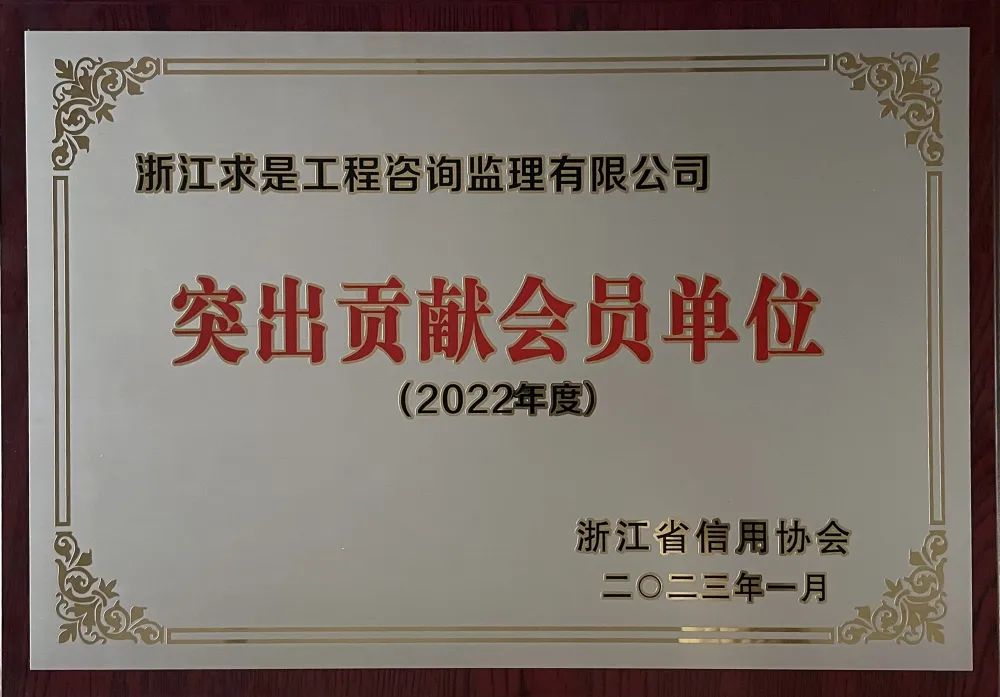 浙江求是工程咨询监理有限公司
突出贡献会员单位
（2022年度）
浙江省信用协会
二〇二三年一月